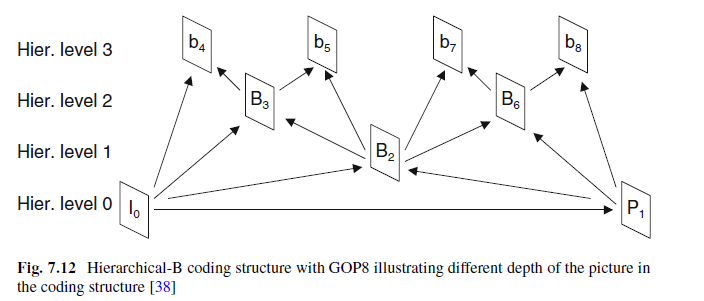 Hier. level 3 b4 b5 b7 b8
Hier. level 2 B3 B6
Hier. level 1 B2
Hier. level 0 I0 P1
Fig. 7.12 Hierarchical-B coding structure with GOP8 illustrating different depth of the picture in
the coding structure [38]